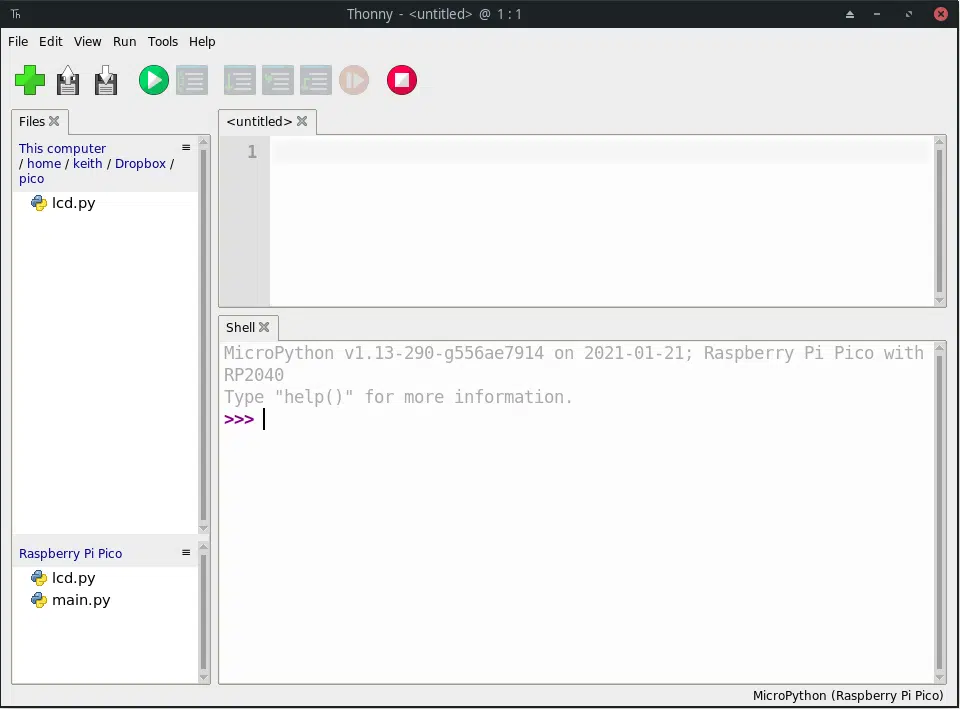 Th Thonny - <untitled> @ 1 : 1
File Edit View Run Tools Help
Files
This computer
/ home / keith / Dropbox /
pico
lcd.py
Raspberry Pi Pico
lcd.py
main.py
<untitled>
1
Shell
MicroPython v1.13-290-g556ae7914 on 2021-01-21; Raspberry Pi Pico with
RP2040
Type "help()" for more information.
>>>
MicroPython (Raspberry Pi Pico)